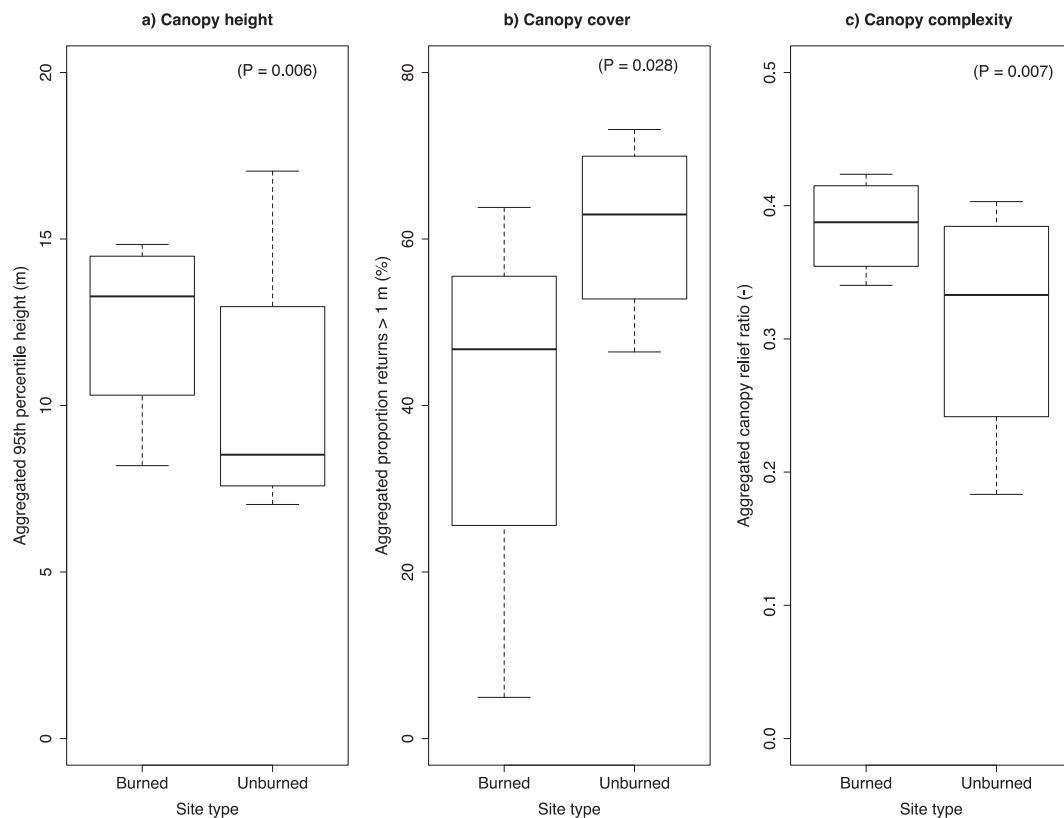 a) Canopy height
(P = 0.006)
Aggregated 95th percentile height (m)
20
15
10
5
0
Burned
Unburned
Site type
b) Canopy cover
(P = 0.028)
Aggregated proportion returns > 1 m (%)
80
60
40
20
0
Burned
Unburned
Site type
c) Canopy complexity
(P = 0.007)
Aggregated canopy relief ratio (-)
0.5
0.4
0.3
0.2
0.1
0.0
Burned
Unburned
Site type